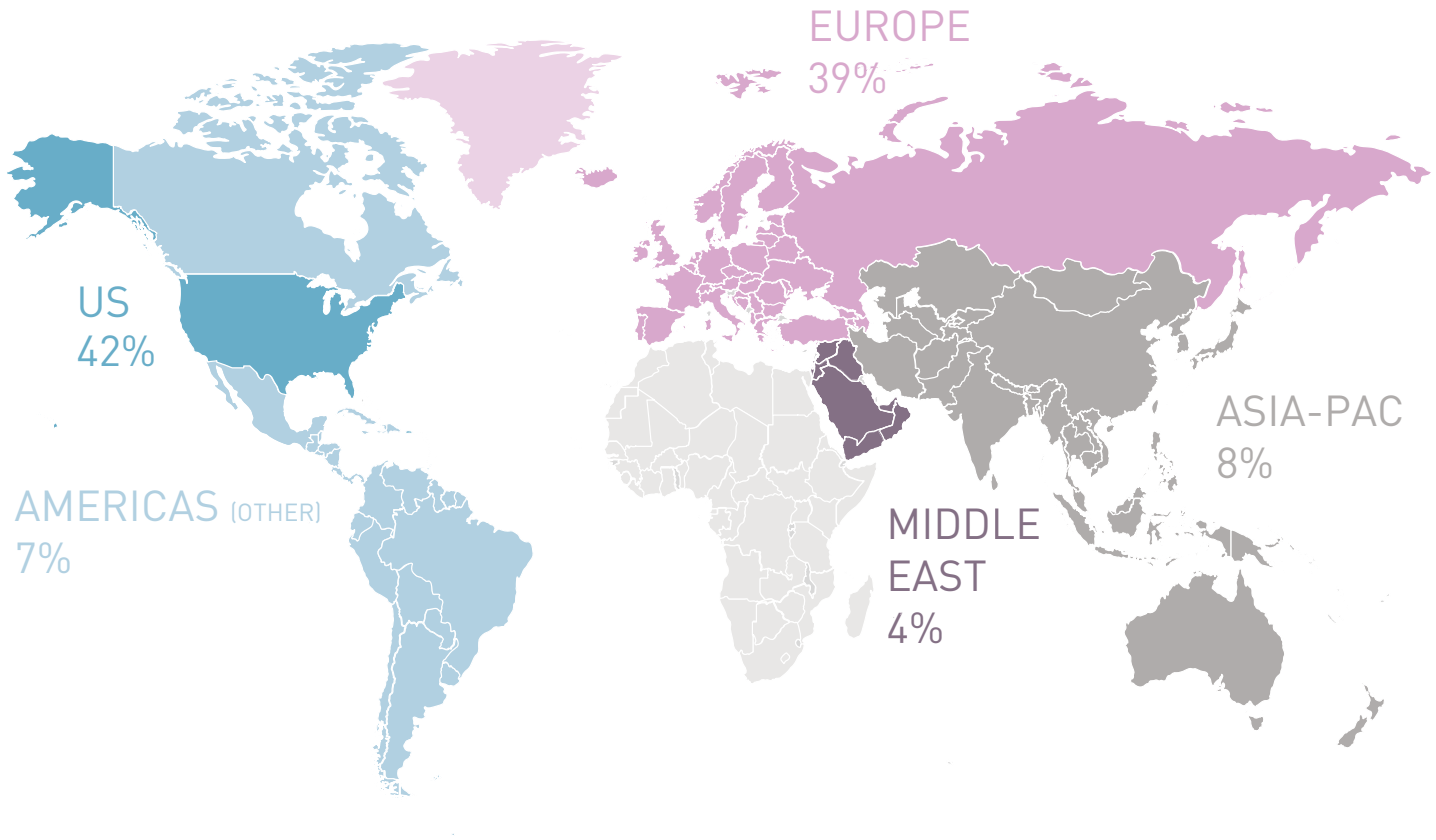 EUROPE
39%
US
42%
ASIA-PAC
8%
AMERICAS (OTHER)
7%
MIDDLE
EAST
4%